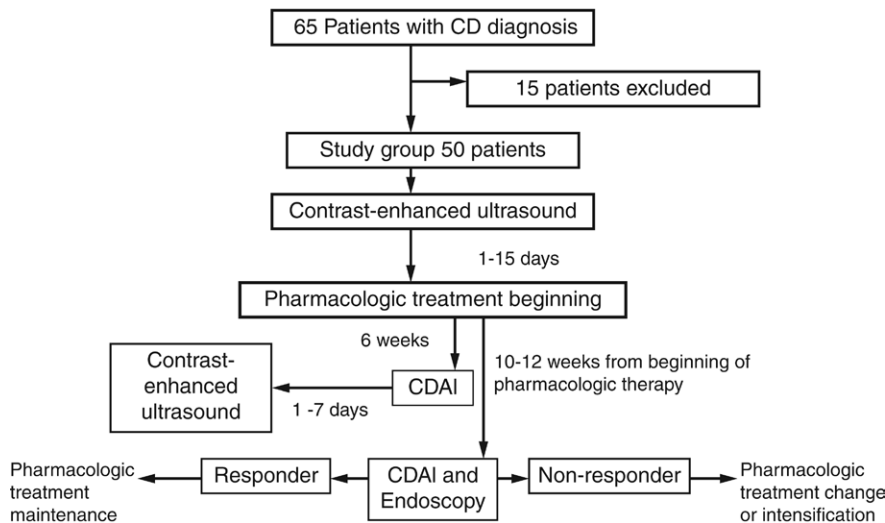 65 Patients with CD diagnosis
15 patients excluded
Study group 50 patients
Contrast-enhanced ultrasound
1-15 days
Pharmacologic treatment beginning
6 weeks
10-12 weeks from beginning of
pharmacologic therapy
Contrast-
enhanced
ultrasound
CDAI
1 -7 days
Pharmacologic
treatment
maintenance
Responder
CDAI and
Endoscopy
Non-responder
Pharmacologic
treatment change
or intensification